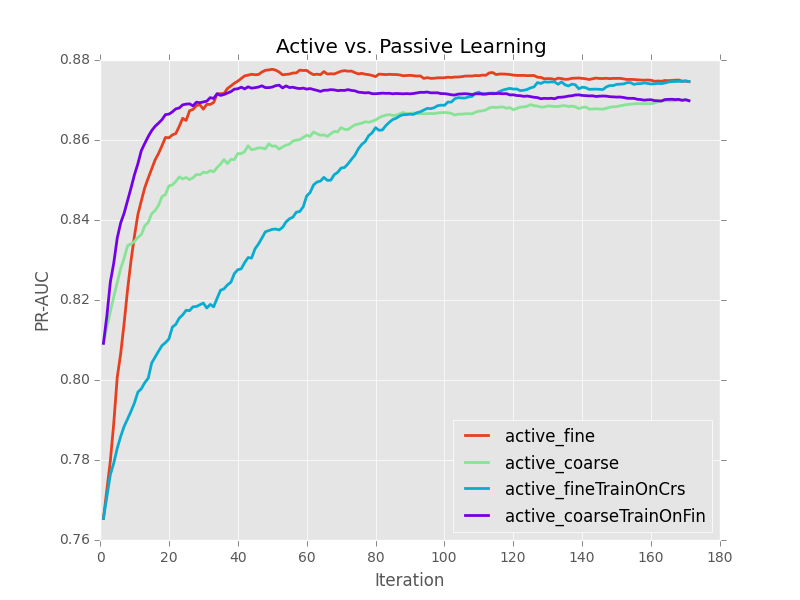 Active vs. Passive Learning
0.88
0.86
0.84
0.82
0.80
0.78
0.76
PR-AUC
0 20 40 60 80 100 120 140 160 180
Iteration
active_fine
active_coarse
active_fineTrainOnCrs
active_coarseTrainOnFin